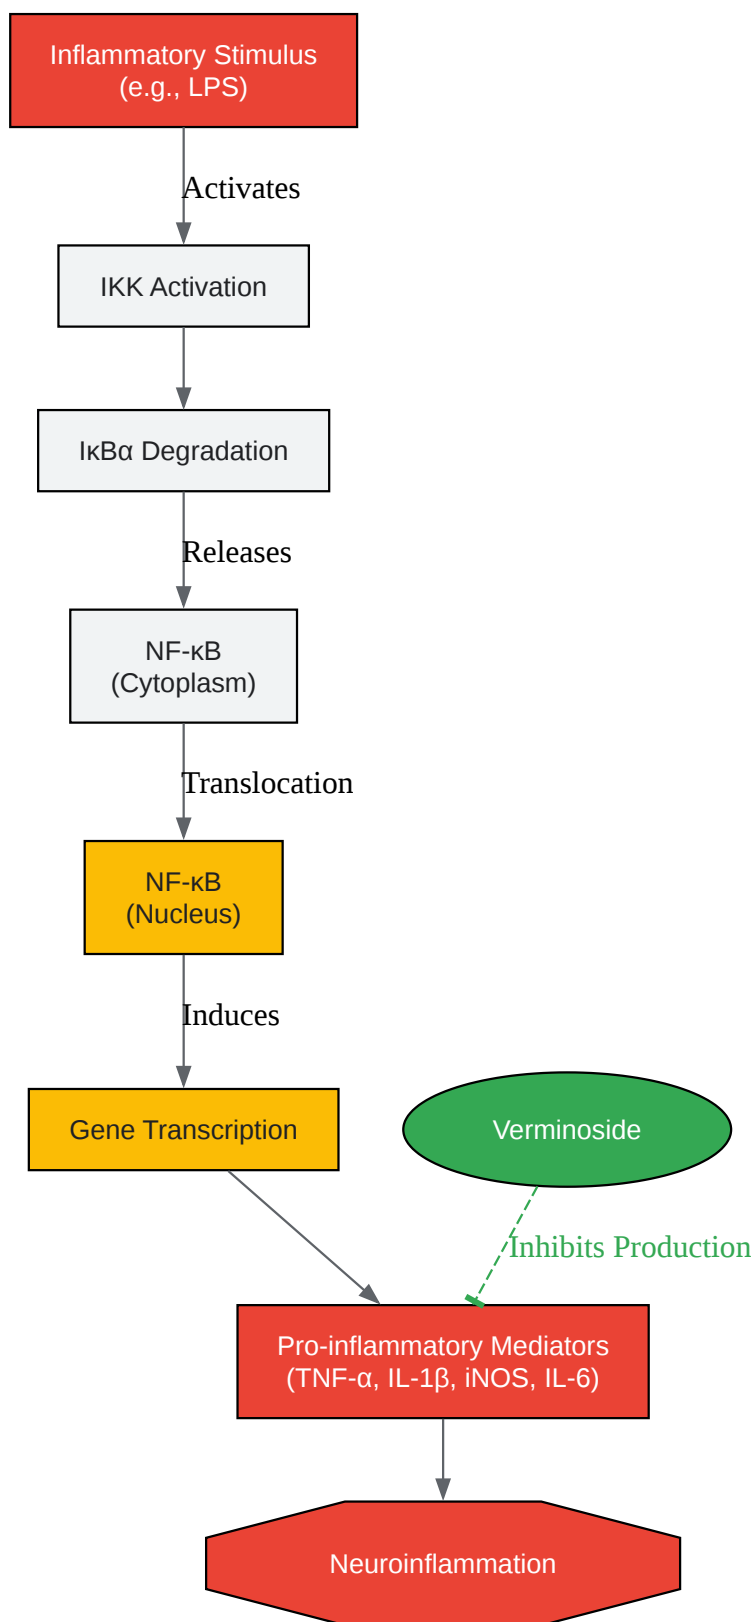 Inflammatory Stimulus
(e.g., LPS)
Activates
IKK Activation
IκBα Degradation
Releases
NF-κB
(Cytoplasm)
Translocation
NF-κB
(Nucleus)
Induces
Gene Transcription
Verminoside
Inhibits Production
Pro-inflammatory Mediators
(TNF-α, IL-1β, iNOS, IL-6)
Neuroinflammation